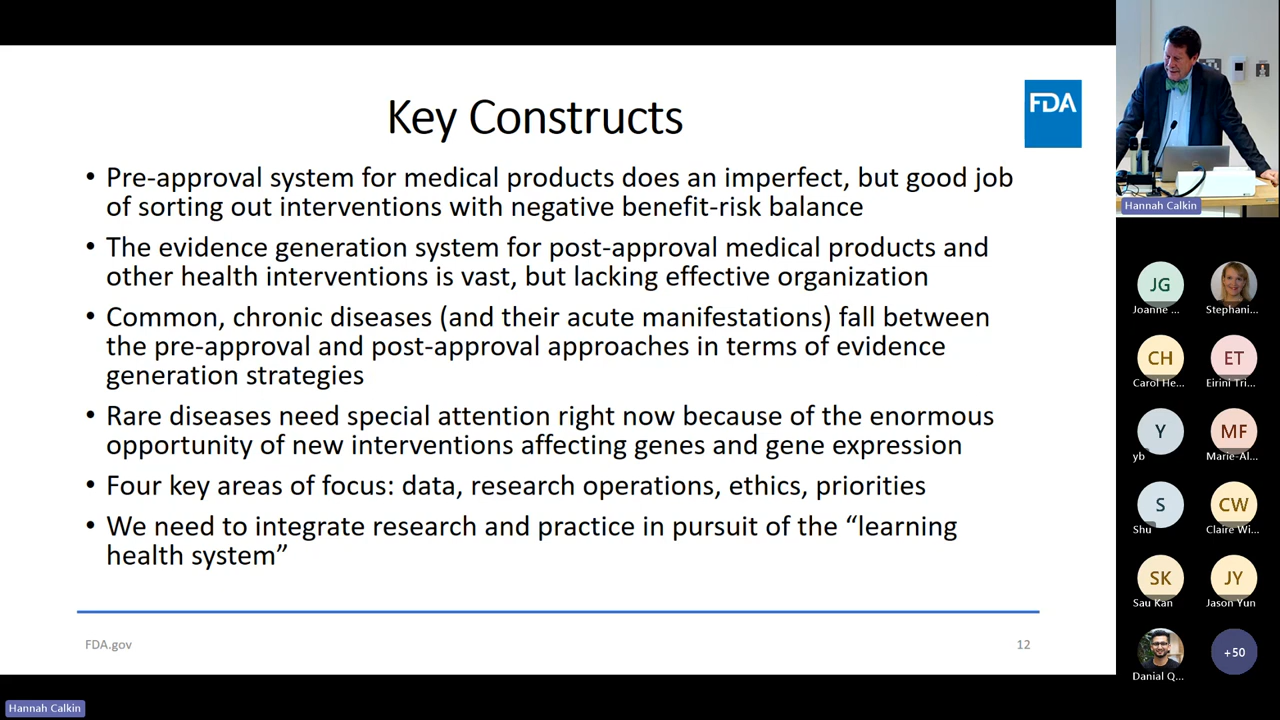 Key Constructs
FDA
• Pre-approval system for medical products does an imperfect, but good job
of sorting out interventions with negative benefit-risk balance
• The evidence generation system for post-approval medical products and
other health interventions is vast, but lacking effective organization
• Common, chronic diseases (and their acute manifestations) fall between
the pre-approval and post-approval approaches in terms of evidence
generation strategies
• Rare diseases need special attention right now because of the enormous
opportunity of new interventions affecting genes and gene expression
• Four key areas of focus: data, research operations, ethics, priorities
• We need to integrate research and practice in pursuit of the “learning
health system”
FDA.gov
12
Hannah Calkin
Hannah Calkin
JG
Joanne ...
Stephani...
CH
Carol He...
ET
Eirini Tri...
Y
yb
MF
Marie-Al...
S
Shu
CW
Claire Wi...
SK
Sau Kan
JY
Jason Yun
Danial Q...
+50